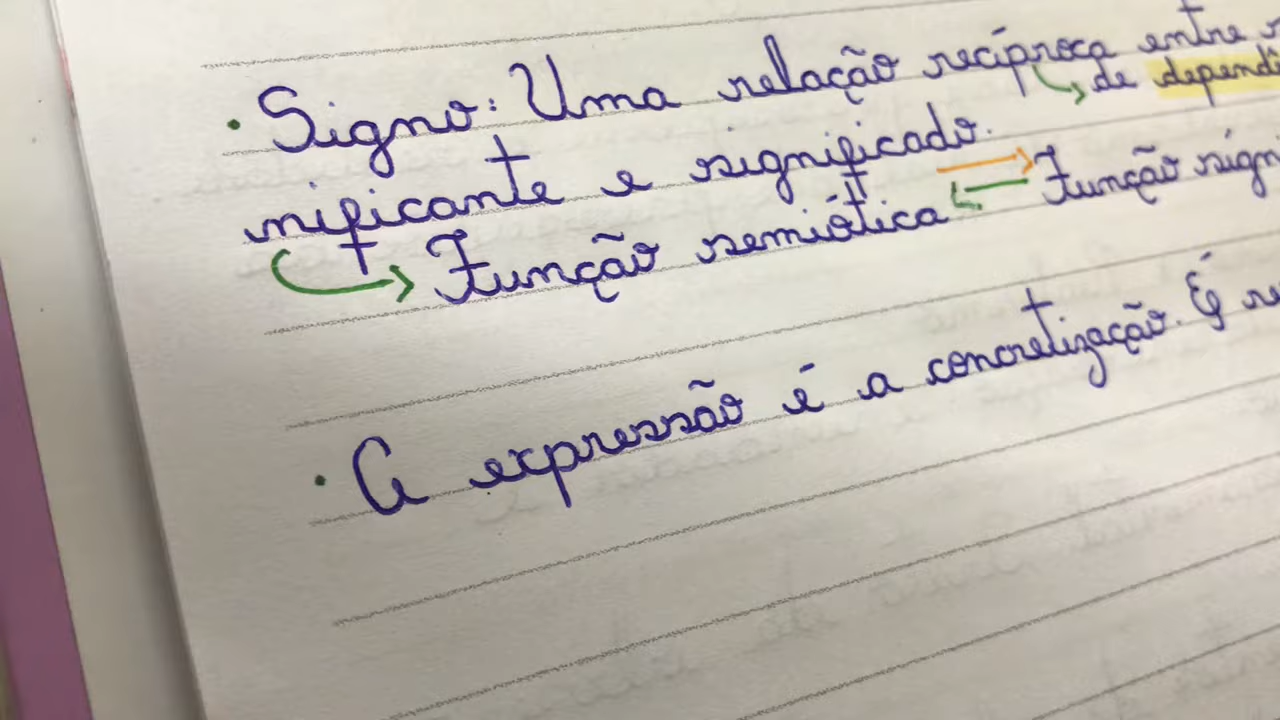 • Signo: Uma relação recíproca entre
de
nificante e significado.
Função semiótica
Função
• A expressão é a concretização. É